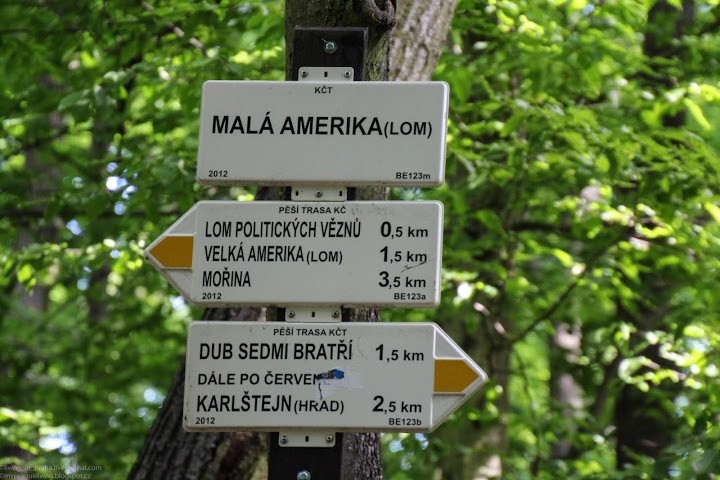 KČT
MALÁ AMERIKA(LOM)
2012 BE123m
PĚŠÍ TRASA KČ
LOM POLITICKÝCH VĚZNŮ 0,5 km
VELKÁ AMERIKA(LOM) 1,5 km
MOŘINA 3,5 km
2012 BE123a
PĚŠÍ TRASA KČT
DUB SEDMI BRATŘÍ 1,5 km
DÁLE PO ČERVEN
KARLŠTEJN(HRAD) 2,5 km
2012 BE123b